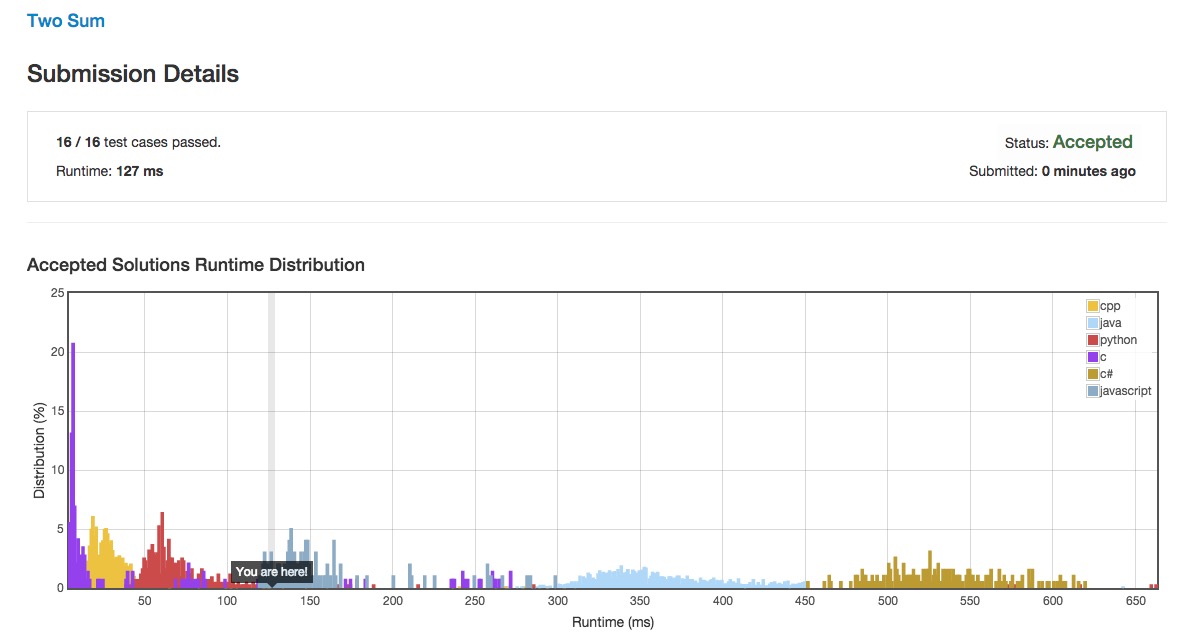 Two Sum
Submission Details
16 / 16 test cases passed.
Status: Accepted
Runtime: 127 ms
Submitted: 0 minutes ago
Accepted Solutions Runtime Distribution
25
20
15
10
5
0
Distribution (%)
cpp
java
python
c
c#
javascript
You are here!
50 100 150 200 250 300 350 400 450 500 550 600 650
Runtime (ms)